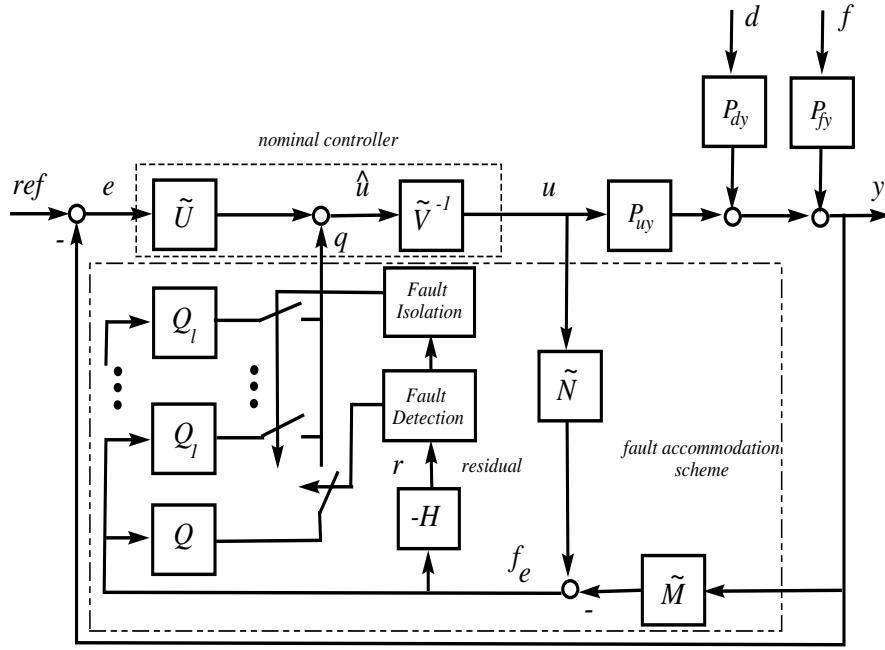 d
f
P_dy
P_fy
nominal controller
ref
e
Ũ
û
Ṽ^-1
u
P_uy
y
-
q
Q_l
Fault
Isolation
Ñ
Fault
Detection
Q_1
r
residual
fault accommodation
scheme
Q
-H
f_e
-
M̃